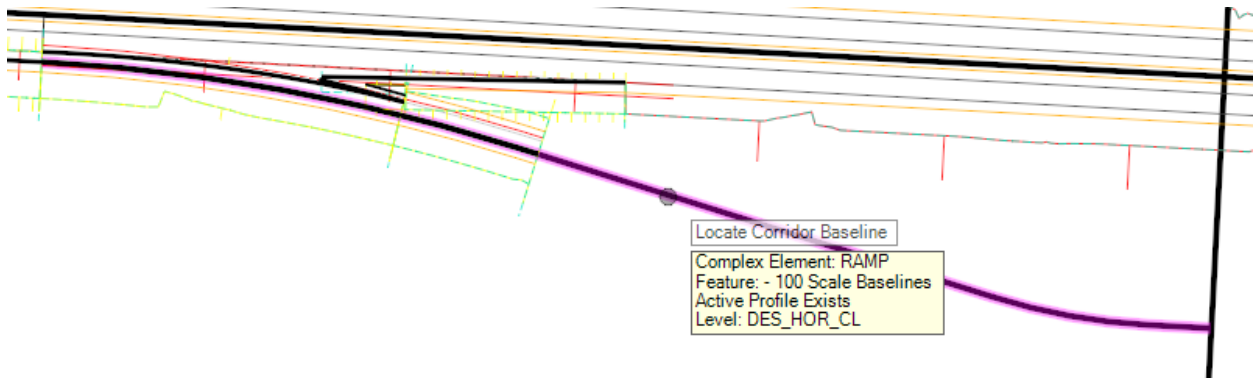 Locate Corridor Baseline
Complex Element: RAMP
Feature: - 100 Scale Baselines
Active Profile Exists
Level: DES_HOR_CL